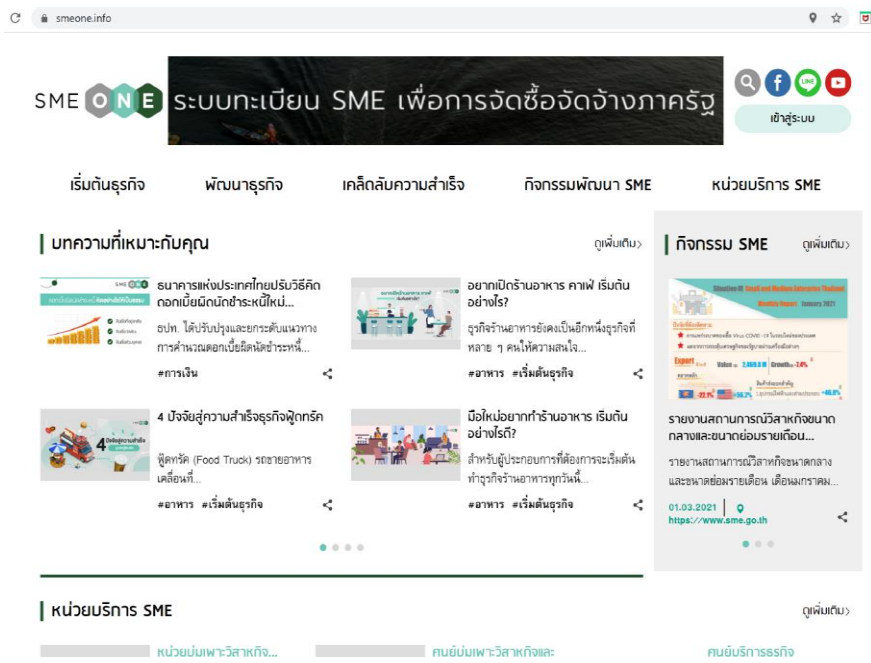 smeone.info
SME ONE
ระบบทะเบียน SME เพื่อการจัดซื้อจัดจ้างภาครัฐ
LINE
เข้าสู่ระบบ
เริ่มต้นธุรกิจ
พัฒนาธุรกิจ
เคล็ดลับความสำเร็จ
กิจกรรมพัฒนา SME
หน่วยบริการ SME
บทความที่เหมาะกับคุณ
ดูเพิ่มเติม>
ธนาคารแห่งประเทศไทยปรับวิธีคิด
ดอกเบี้ยผิดนัดชำระหนี้ใหม่...
ธปท. ได้ปรับปรุงและยกระดับแนวทาง
การคำนวณดอกเบี้ยผิดนัดชำระหนี้...
#การเงิน
อยากเปิดร้านอาหาร คาเฟ่ เริ่มต้น
อย่างไร?
ธุรกิจร้านอาหารยังคงเป็นอีกหนึ่งธุรกิจที่
หลาย ๆ คนให้ความสนใจ...
#อาหาร #เริ่มต้นธุรกิจ
4 ปัจจัยสู่ความสำเร็จธุรกิจฟู้ดทรัค
ฟู๊ดทรัค (Food Truck) รถขายอาหาร
เคลื่อนที่...
#อาหาร #เริ่มต้นธุรกิจ
มือใหม่อยากทำร้านอาหาร เริ่มต้น
อย่างไรดี?
สำหรับผู้ประกอบการที่ต้องการจะเริ่มต้น
ทำธุรกิจร้านอาหารทุกวันนี้...
#อาหาร #เริ่มต้นธุรกิจ
กิจกรรม SME
ดูเพิ่มเติม>
Situation of Small and Medium Enterprise Thailand
Monthly Report January 2021
รายงานสถานการณ์วิสาหกิจขนาด
กลางและขนาดย่อมรายเดือน...
รายงานสถานการณ์วิสาหกิจขนาดกลาง
และขนาดย่อมรายเดือน เดือนมกราคม...
01.03.2021
https://www.sme.go.th
หน่วยบริการ SME
ดูเพิ่มเติม>
หน่วยบ่มเพาะวิสาหกิจ...
ศูนย์บ่มเพาะวิสาหกิจและ
ศูนย์บริการธุรกิจ